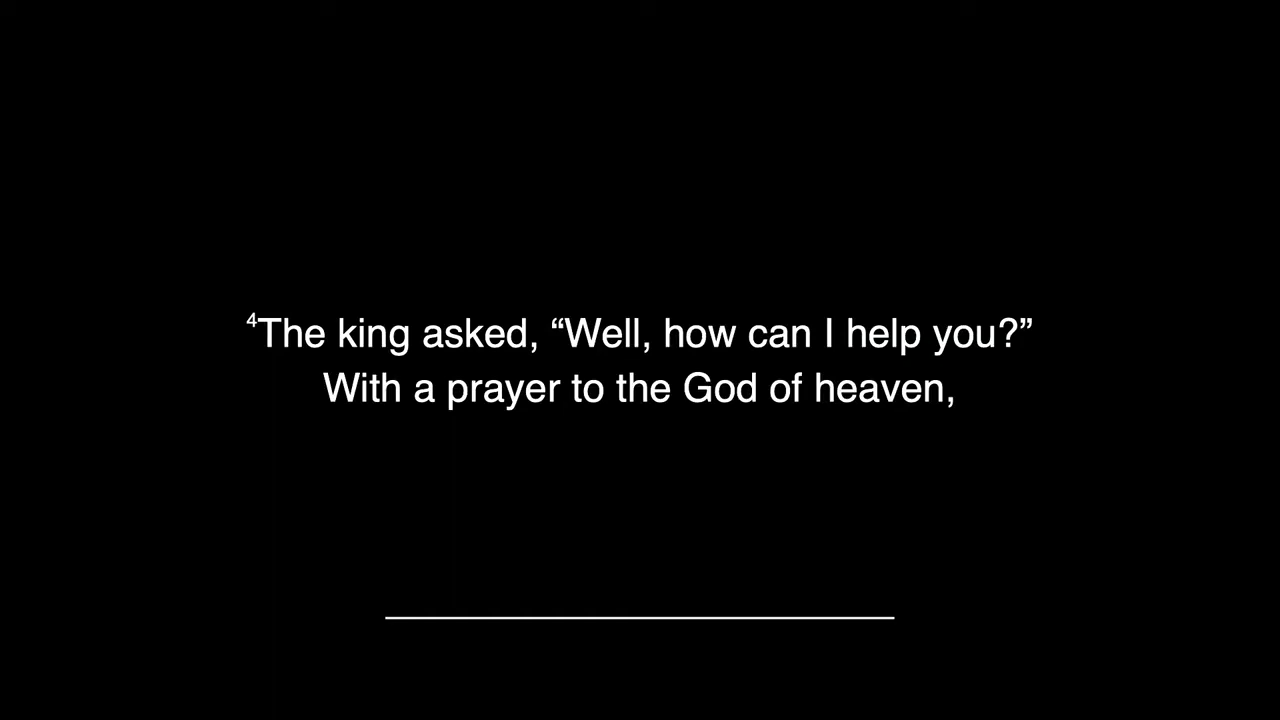 ⁴The king asked, “Well, how can I help you?”
With a prayer to the God of heaven,